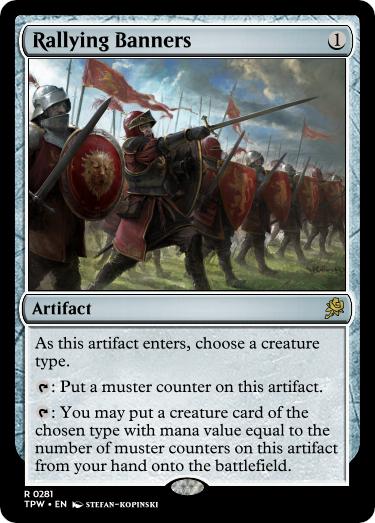 Rallying Banners 1
Artifact
As this artifact enters, choose a creature
type.
: Put a muster counter on this artifact.
: You may put a creature card of the
chosen type with mana value equal to the
number of muster counters on this artifact
from your hand onto the battlefield.
R 0281
TPW • EN STEFAN-KOPINSKI